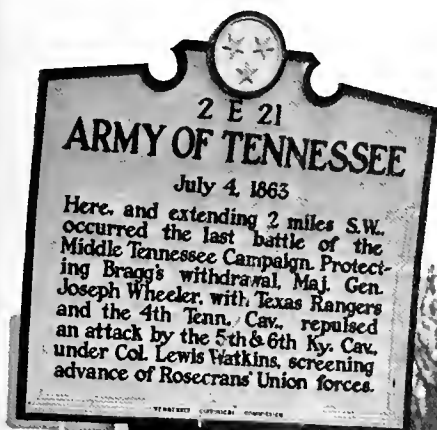 2 E 21
ARMY OF TENNESSEE
July 4, 1863
Here, and extending 2 miles S.W.,
occurred the last battle of the
Middle Tennessee Campaign. Protect-
ing Bragg's withdrawal, Maj. Gen.
Joseph Wheeler, with Texas Rangers
and the 4th Tenn. Cav., repulsed
an attack by the 5th & 6th Ky. Cav.,
under Col. Lewis Watkins, screening
advance of Rosecrans' Union forces.
TENNESSEE HISTORICAL COMMISSION